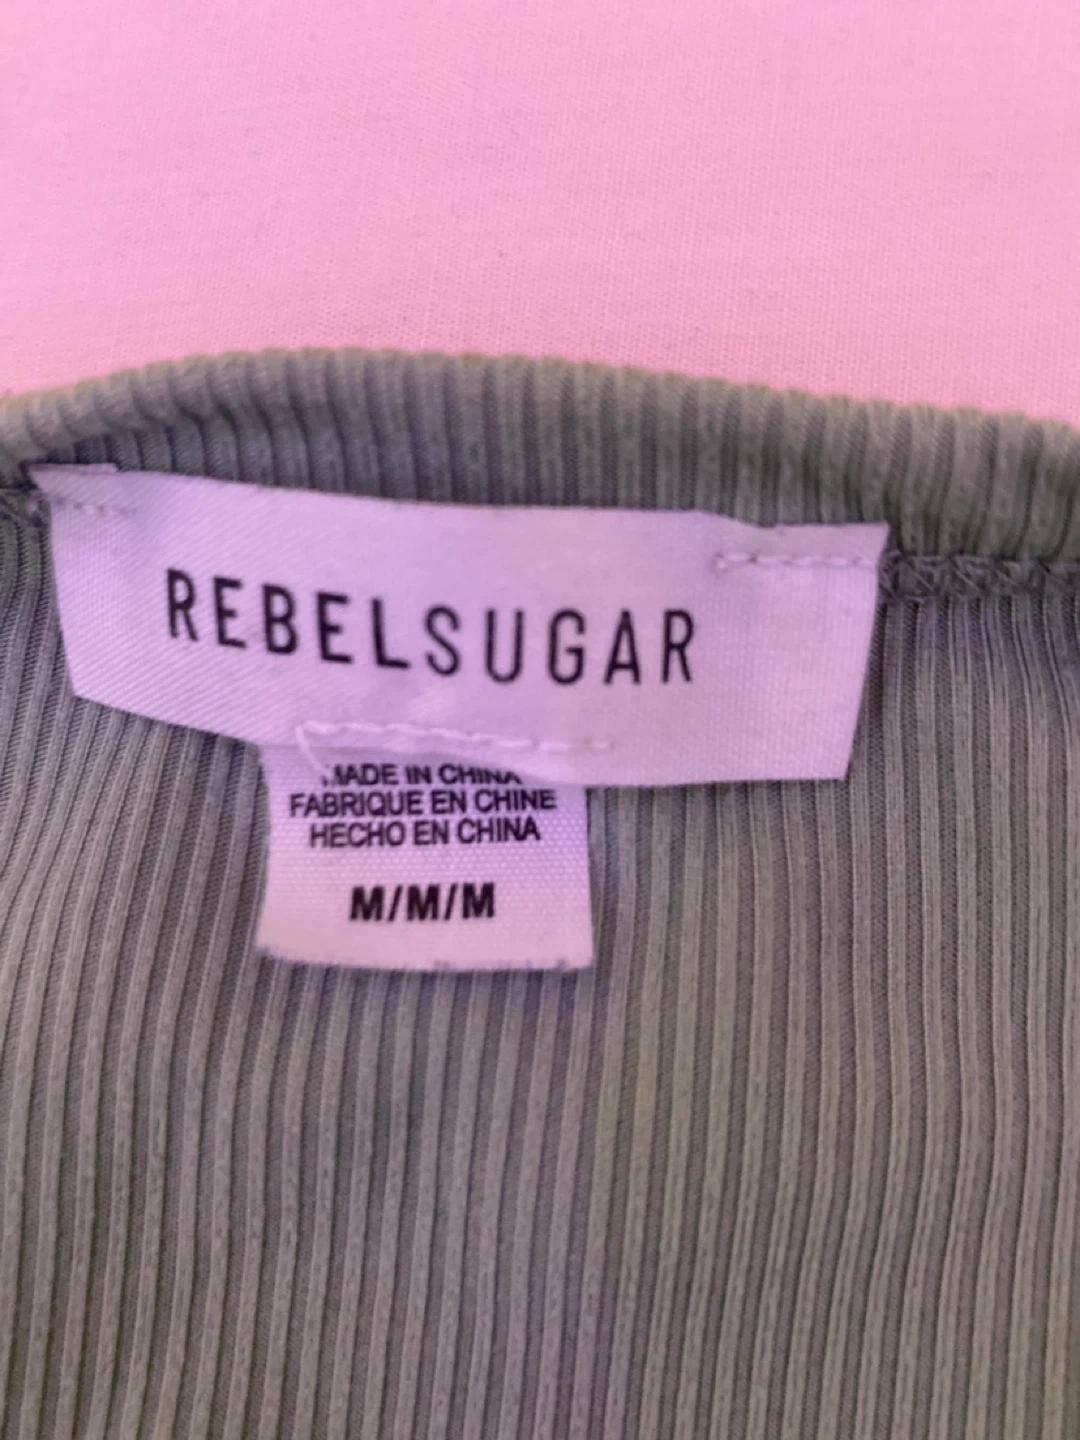 REBELSUGAR
MADE IN CHINA
FABRIQUE EN CHINE
HECHO EN CHINA
M/M/M